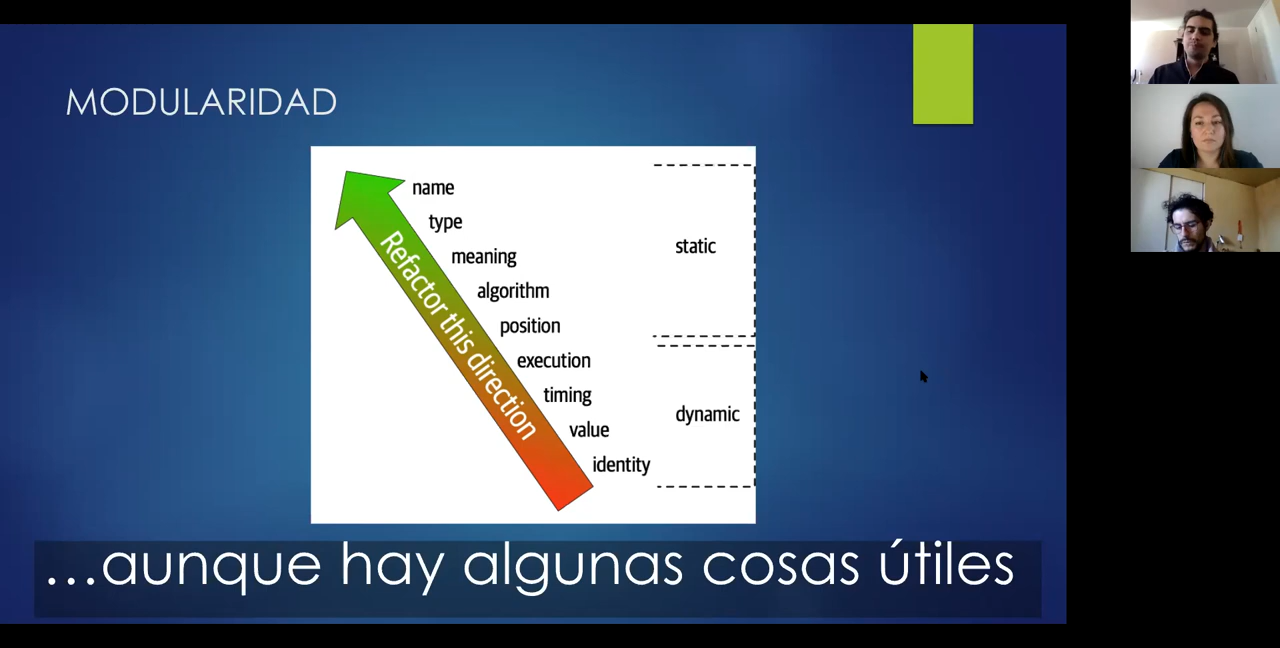 MODULARIDAD
name
type
meaning
algorithm
position
execution
timing
value
identity
Refactor this direction
static
dynamic
...aunque hay algunas cosas útiles